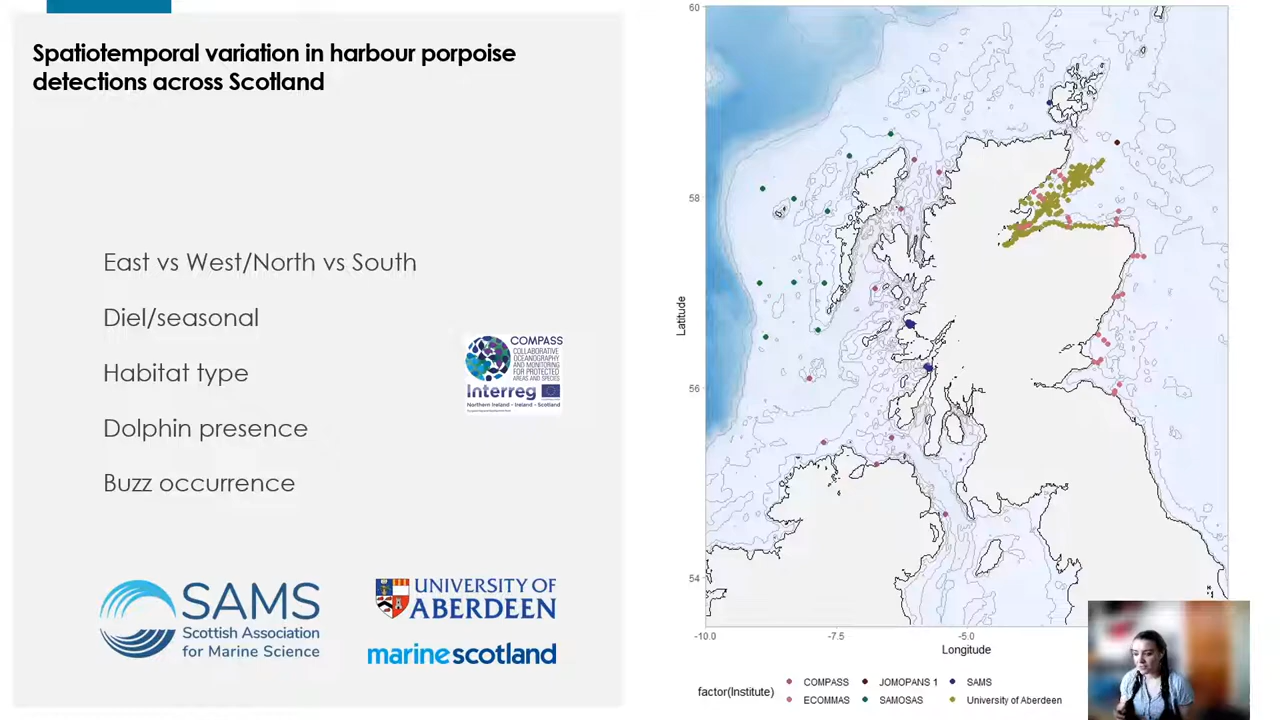 Spatiotemporal variation in harbour porpoise
detections across Scotland
East vs West/North vs South
Diel/seasonal
Habitat type
Dolphin presence
Buzz occurrence
COMPASS
COLLABORATIVE
OCEANOGRAPHY
AND MONITORING
FOR PROTECTED
AREAS AND SPECIES
Interreg
Northern Ireland - Ireland - Scotland
SAMS
Scottish Association
for Marine Science
UNIVERSITY OF
ABERDEEN
marinescotland
60
58
56
54
Latitude
-10.0
-7.5
-5.0
Longitude
factor(Institute)
COMPASS
JOMOPANS 1
SAMS
ECOMMAS
SAMOSAS
University of Aberdeen